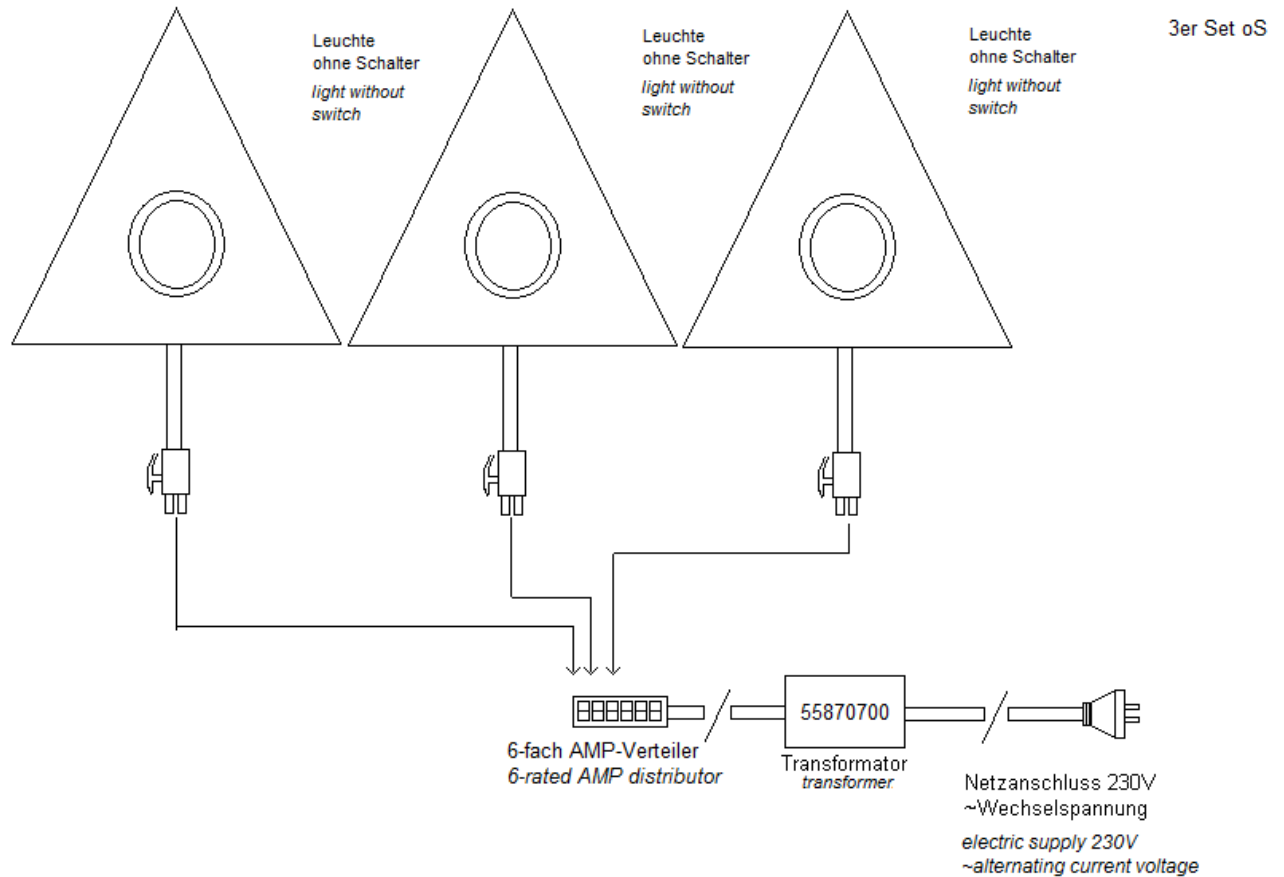 Leuchte
ohne Schalter
light without
switch
Leuchte
ohne Schalter
light without
switch
Leuchte
ohne Schalter
light without
switch
3er Set oS
6-fach AMP-Verteiler
6-rated AMP distributor
55870700
Transformator
transformer
Netzanschluss 230V
~Wechselspannung
electric supply 230V
~alternating current voltage